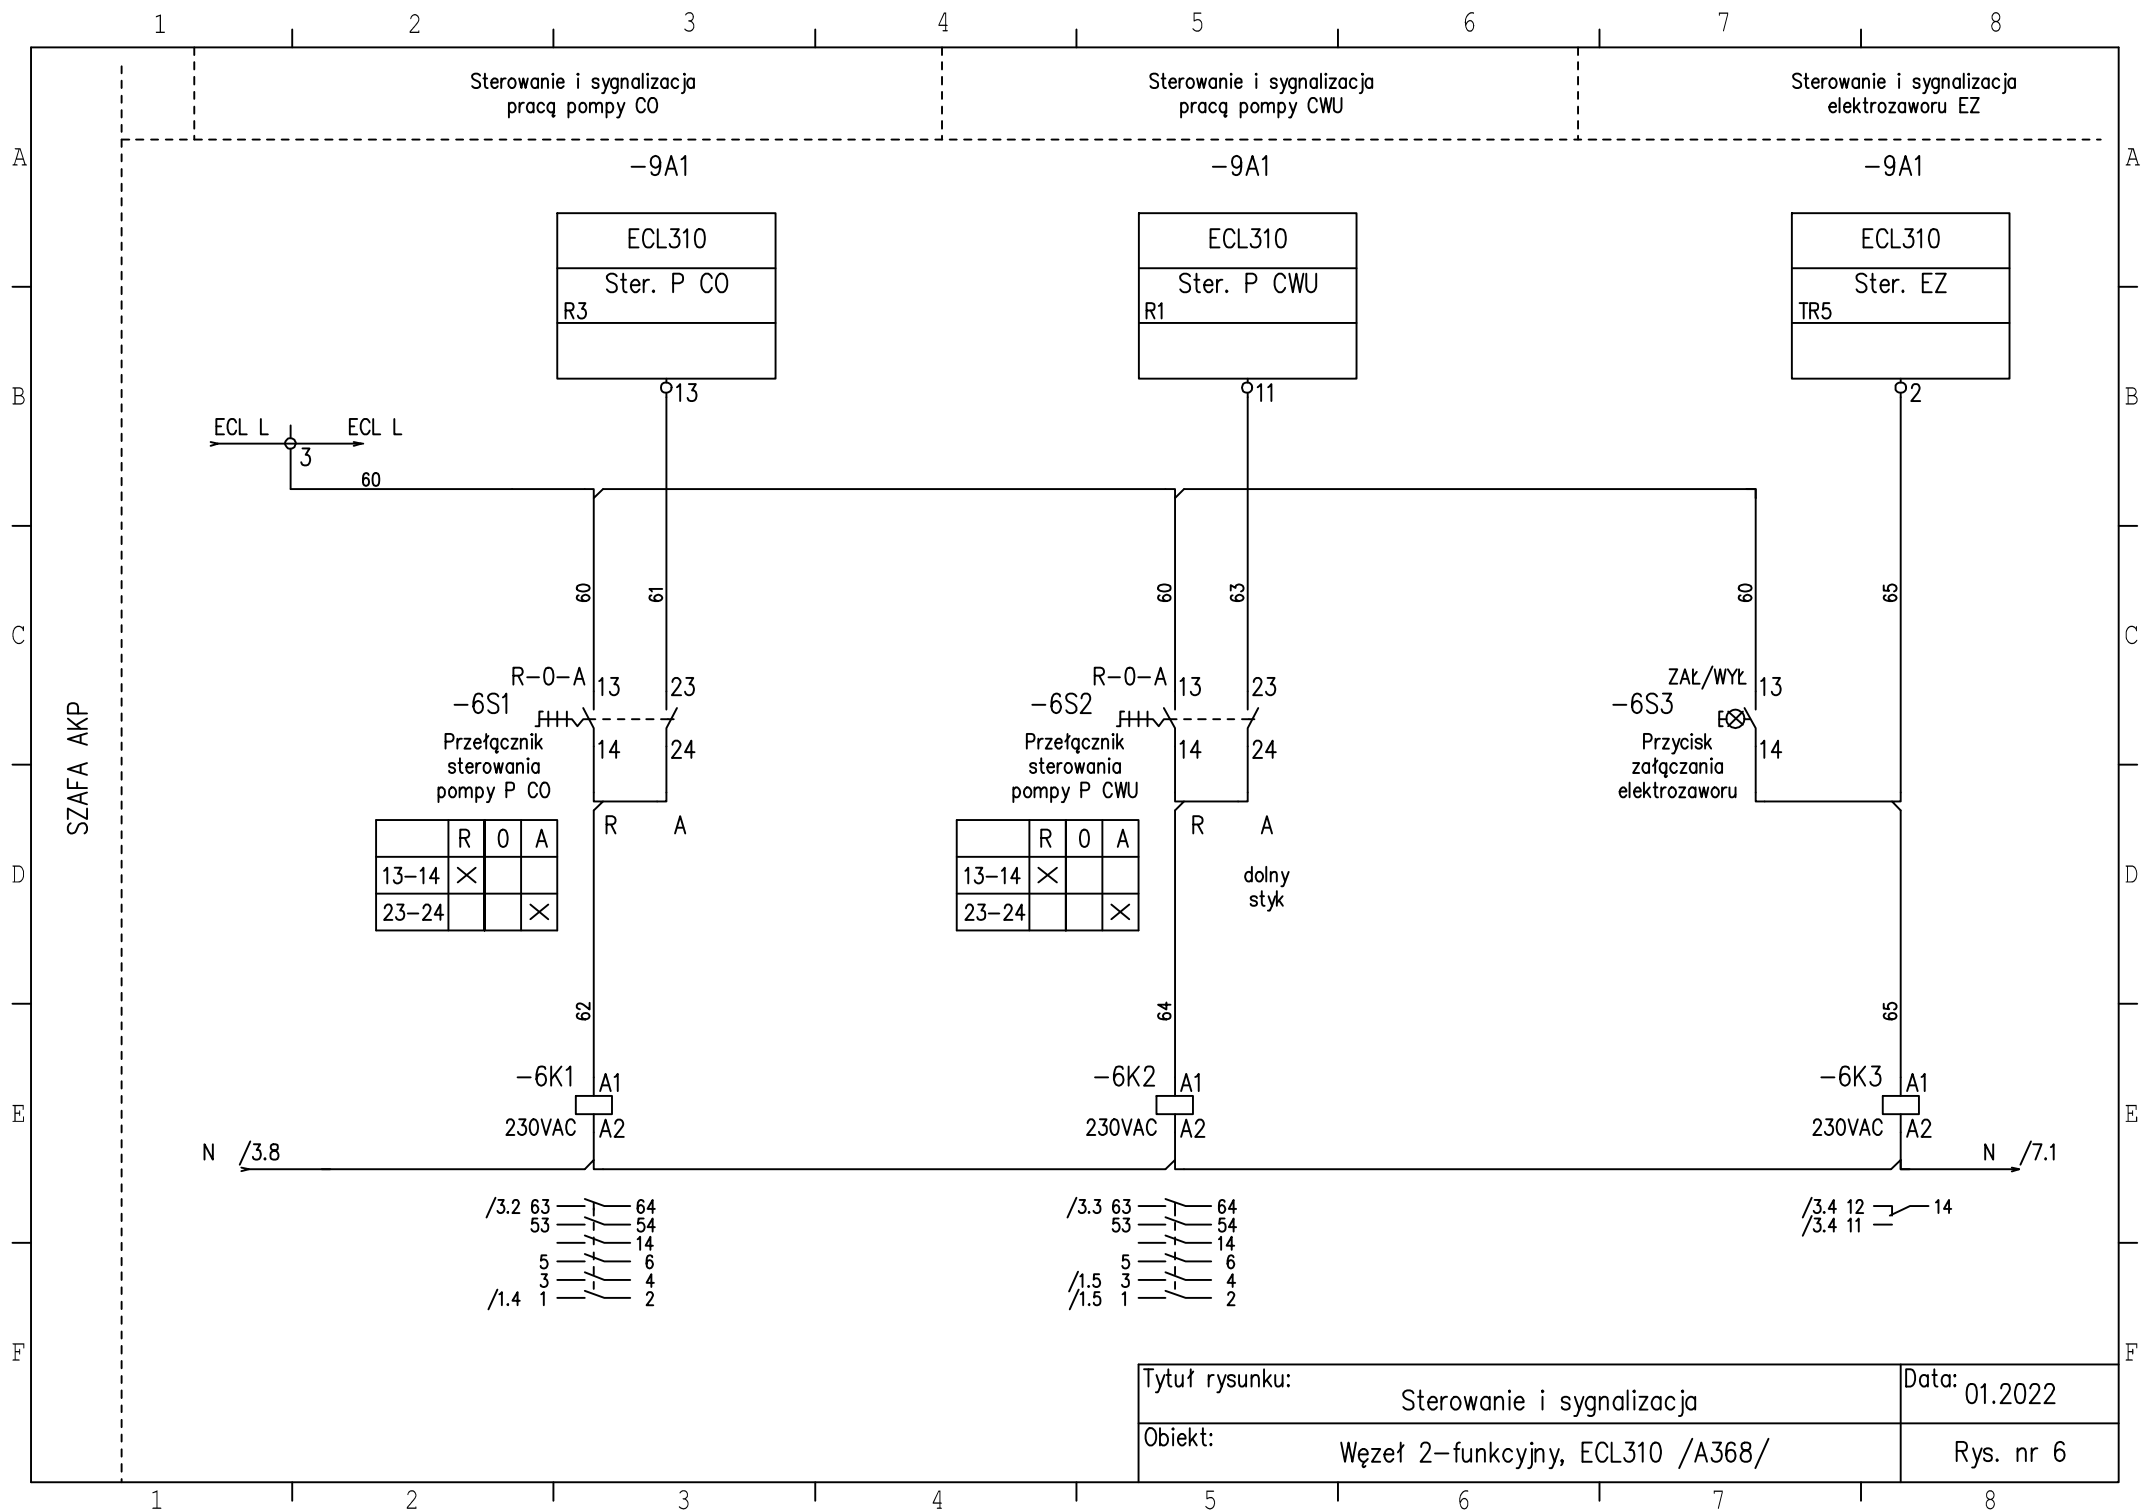 1 2 3 4 5 6 7 8
Sterowanie i sygnalizacja
pracą pompy CO
Sterowanie i sygnalizacja
pracą pompy CWU
Sterowanie i sygnalizacja
elektrozaworu EZ
A
A
-9A1
-9A1
-9A1
ECL310
Ster. P CO
R3
13
ECL310
Ster. P CWU
R1
11
ECL310
Ster. EZ
TR5
2
B
B
ECL L
ECL L
3
60
60
61
60
63
60
65
C
C
R-0-A
13
23
-6S1
14
24
Przełącznik
sterowania
pompy P CO
R
A
R-0-A
13
23
-6S2
14
24
Przełącznik
sterowania
pompy P CWU
R
A
dolny
styk
ZAŁ/WYŁ
13
-6S3
14
Przycisk
załączania
elektrozaworu
SZAFA AKP
R 0 A
13-14 X
23-24 X
R 0 A
13-14 X
23-24 X
D
D
62
64
65
-6K1
A1
230VAC
A2
-6K2
A1
230VAC
A2
-6K3
A1
230VAC
A2
E
E
N /3.8
N /7.1
/3.2 63 64
53 54
14
5 6
3 4
/1.4 1 2
/3.3 63 64
53 54
14
5 6
/1.5 3 4
/1.5 1 2
/3.4 12 14
/3.4 11
F
F
Tytuł rysunku:
Sterowanie i sygnalizacja
Data: 01.2022
Obiekt:
Węzeł 2-funkcyjny, ECL310 /A368/
Rys. nr 6
1 2 3 4 5 6 7 8